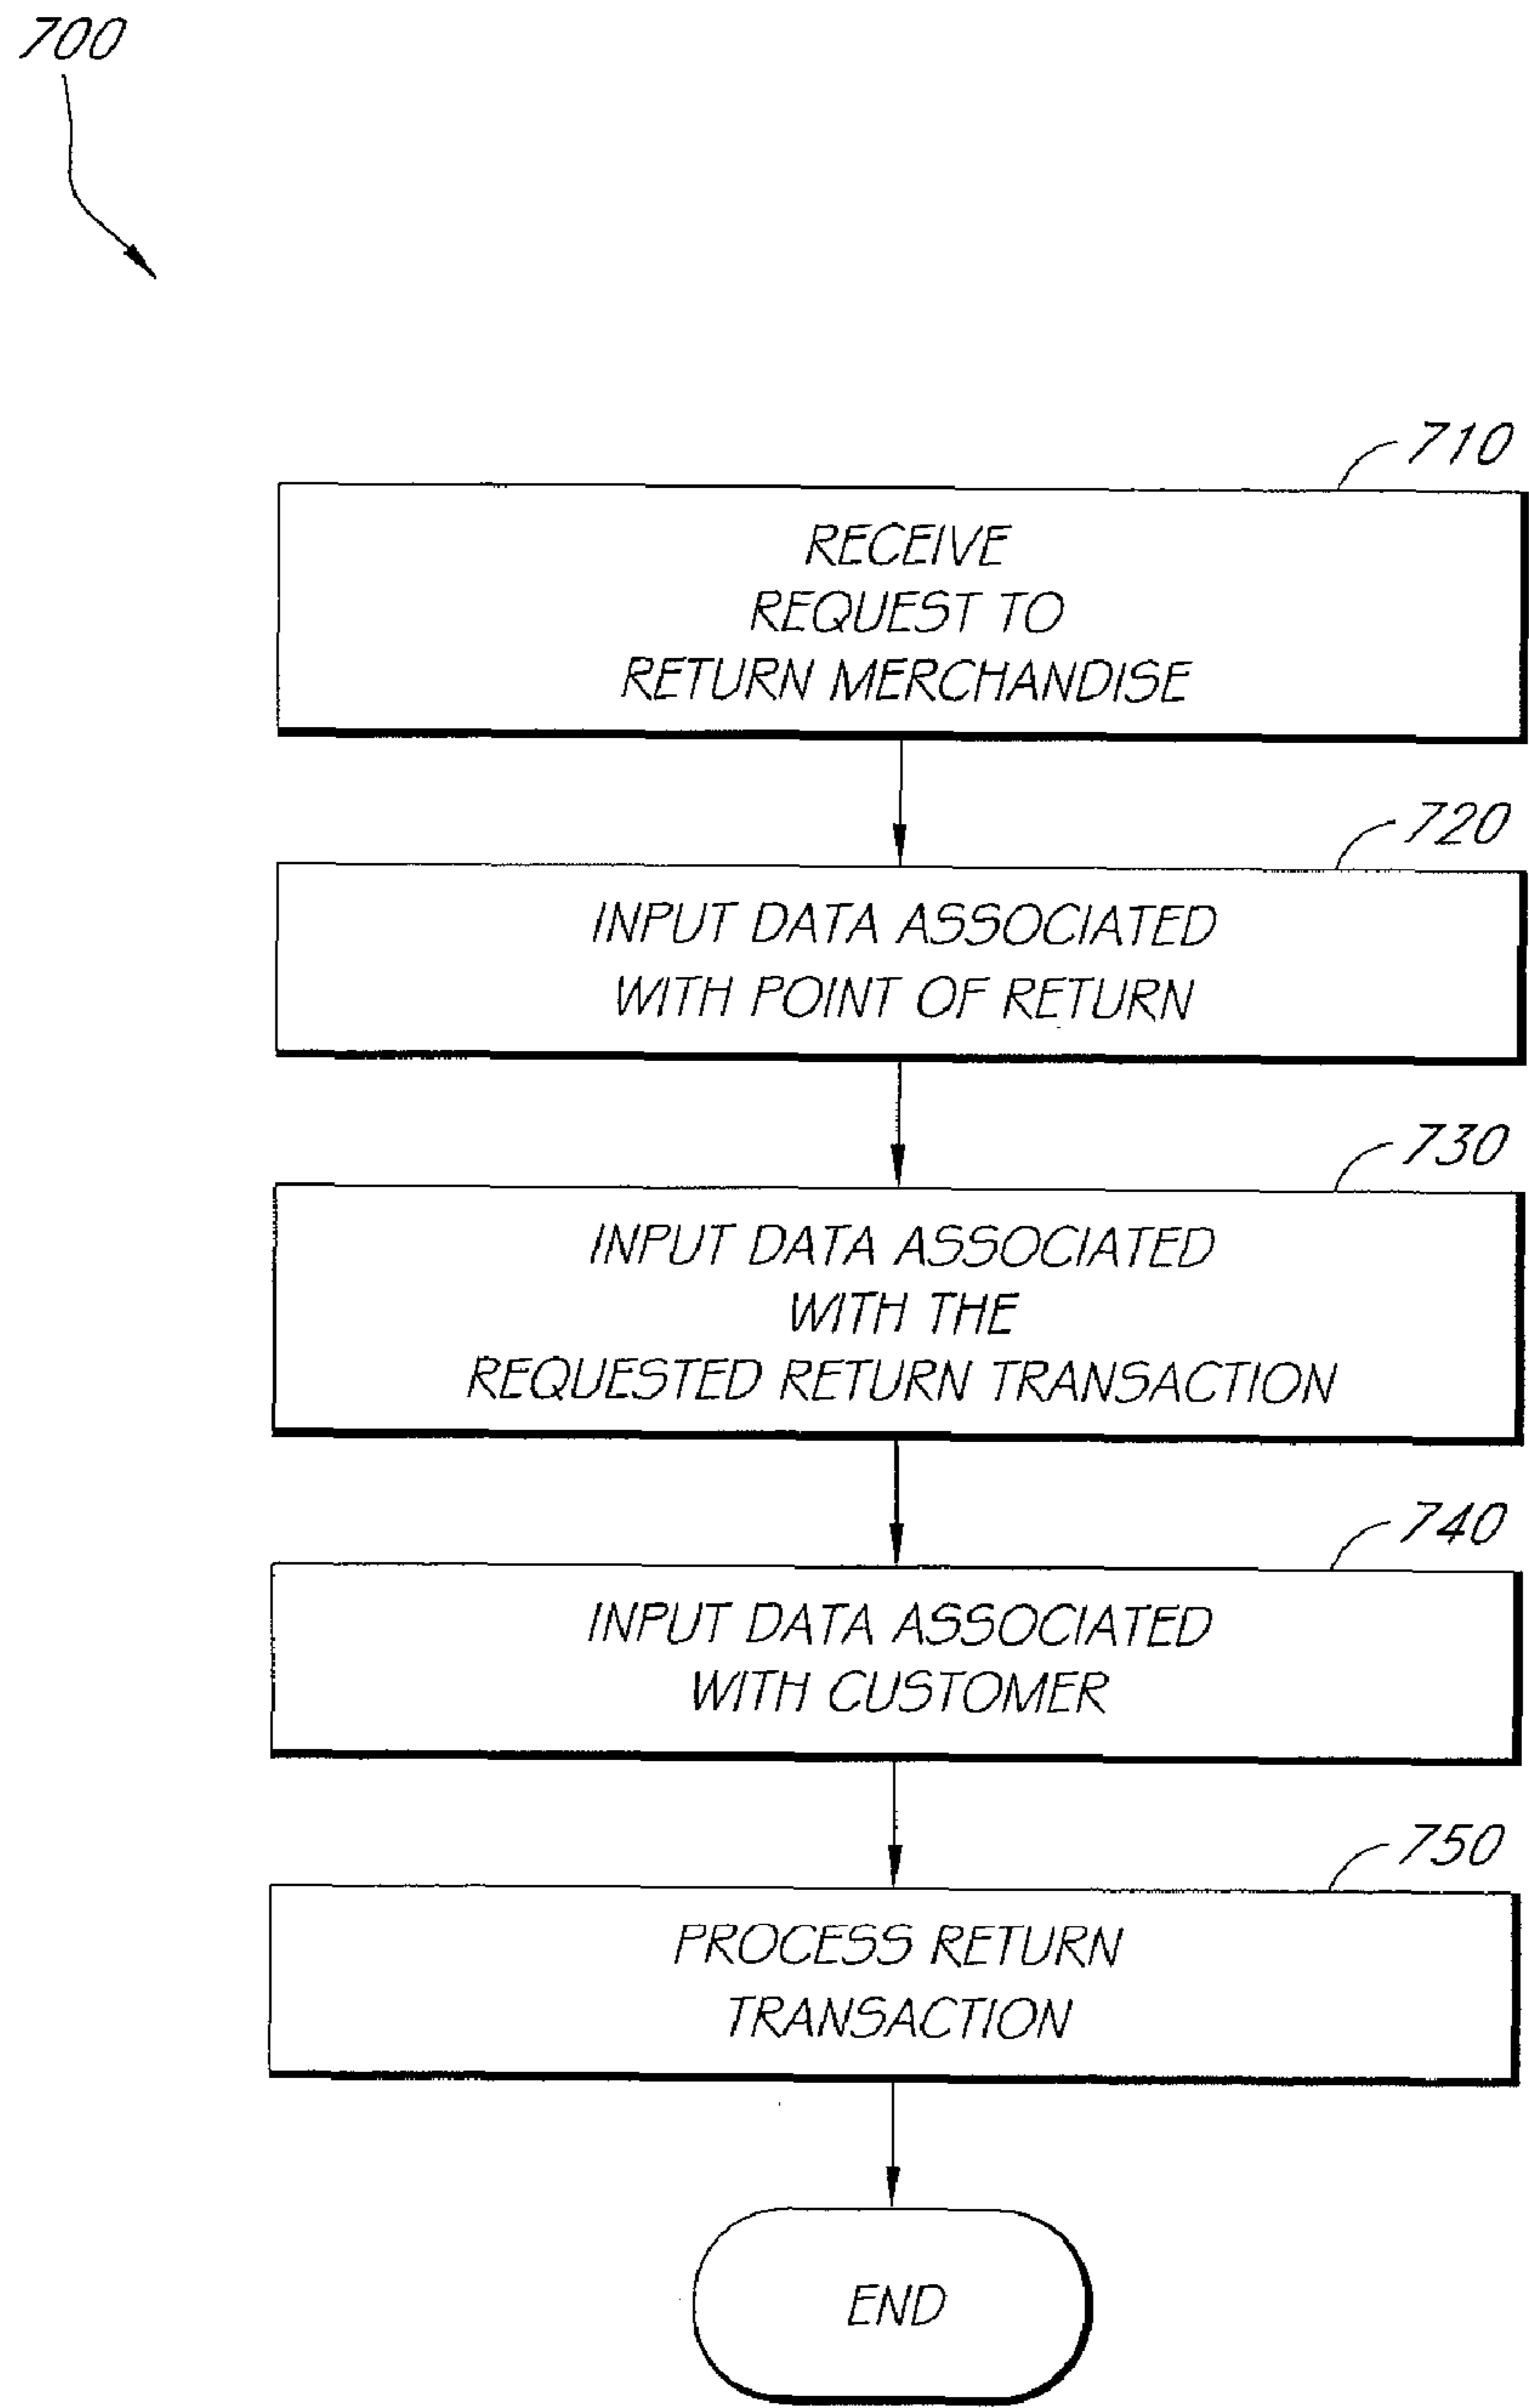 700
710
RECEIVE
REQUEST TO
RETURN MERCHANDISE
720
INPUT DATA ASSOCIATED
WITH POINT OF RETURN
730
INPUT DATA ASSOCIATED
WITH THE
REQUESTED RETURN TRANSACTION
740
INPUT DATA ASSOCIATED
WITH CUSTOMER
750
PROCESS RETURN
TRANSACTION
END